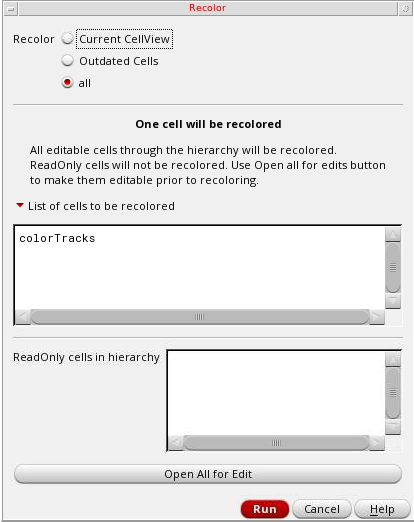 Recolor
Recolor Current CellView
Outdated Cells
all
One cell will be recolored
All editable cells through the hierarchy will be recolored.
ReadOnly cells will not be recolored. Use Open all for edits button
to make them editable prior to recoloring.
List of cells to be recolored
colorTracks
ReadOnly cells in hierarchy
Open All for Edit
Run Cancel Help